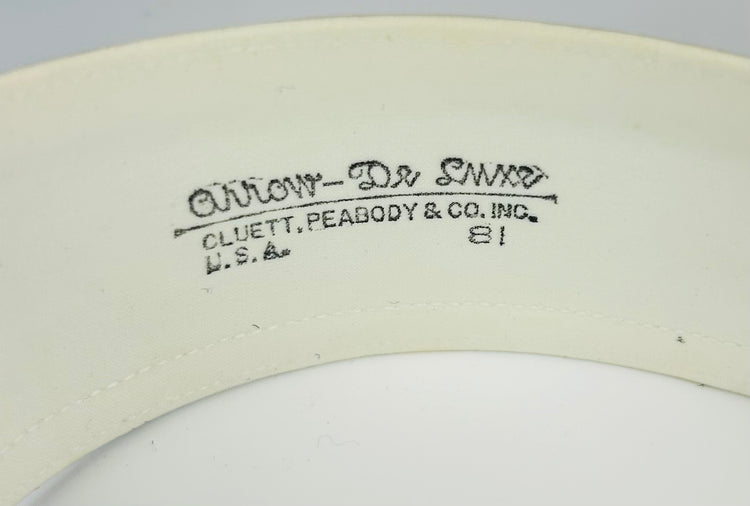 Arrow-De Luxe
CLUETT, PEABODY & CO. INC.
U.S.A. 81